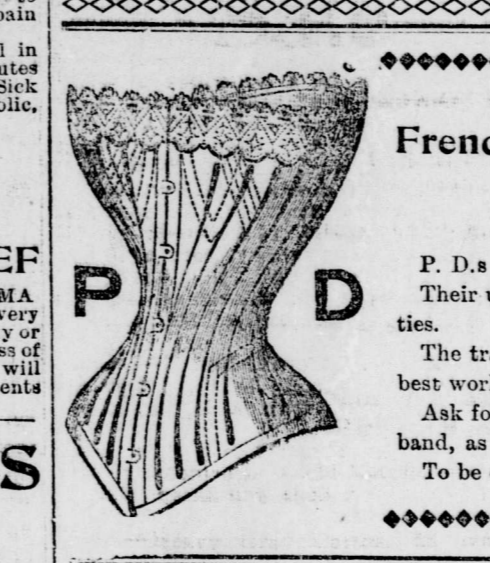 pain
l in
utes
Sick
olic,
EF
MA
very
y or
ss of
will
ents
S
P D
Frenc
P. D.s
Their u
ties.
The tr
best wor
Ask fo
band, as
To be